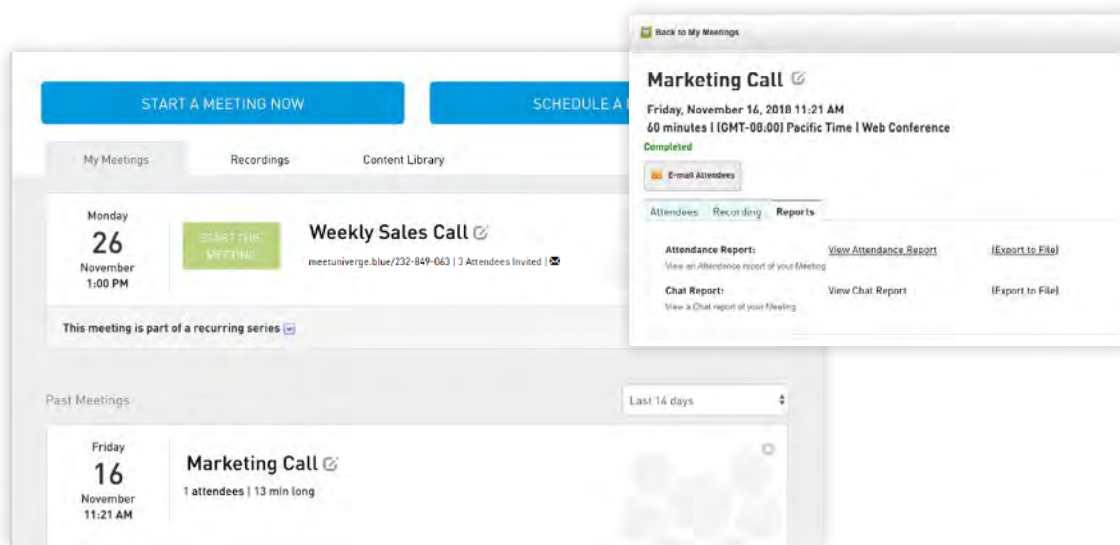 START A MEETING NOW
SCHEDULE A
My Meetings
Recordings
Content Library
Monday
26
November
1:00 PM
START THIS
MEETING
Weekly Sales Call
meetuniverge.blue/232-849-063 | 3 Attendees Invited |
This meeting is part of a recurring series
Past Meetings
Last 14 days
Friday
16
November
11:21 AM
Marketing Call
1 attendees | 13 min long
Back to My Meetings
Marketing Call
Friday, November 16, 2018 11:21 AM
60 minutes | (GMT-08:00) Pacific Time | Web Conference
Completed
E-mail Attendees
Attendees Recording Reports
Attendance Report: View Attendance Report (Export to File)
View an Attendance report of your Meeting
Chat Report: View Chat Report (Export to File)
View a Chat report of your Meeting